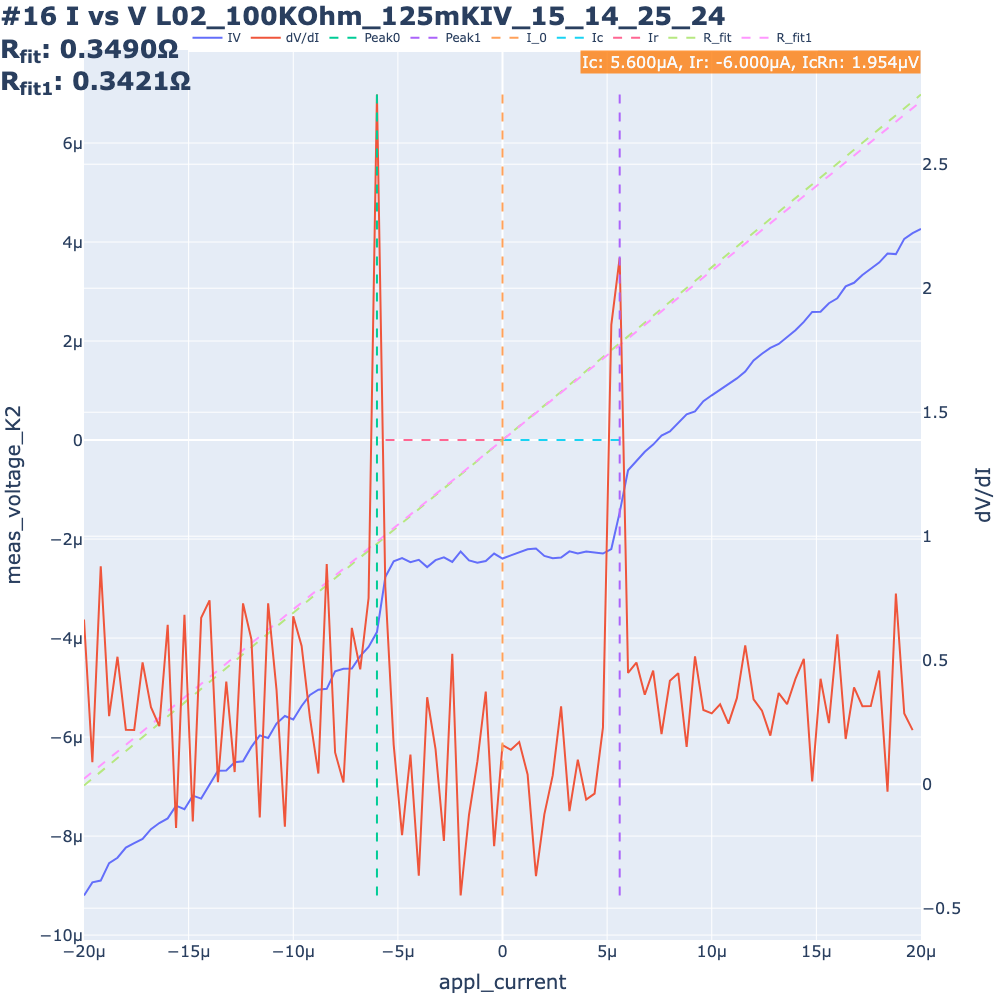 #16 I vs V L02_100KOhm_125mKIV_15_14_25_24
IV dV/dI Peak0 Peak1 I_0 Ic Ir R_fit R_fit1
Rfit: 0.3490Ω
Rfit1: 0.3421Ω
Ic: 5.600μA, Ir: -6.000μA, IcRn: 1.954μV
6μ
4μ
2μ
0
−2μ
−4μ
−6μ
−8μ
−10μ
meas_voltage_K2
2.5
2
1.5
1
0.5
0
−0.5
dV/dI
−20μ −15μ −10μ −5μ 0 5μ 10μ 15μ 20μ
appl_current